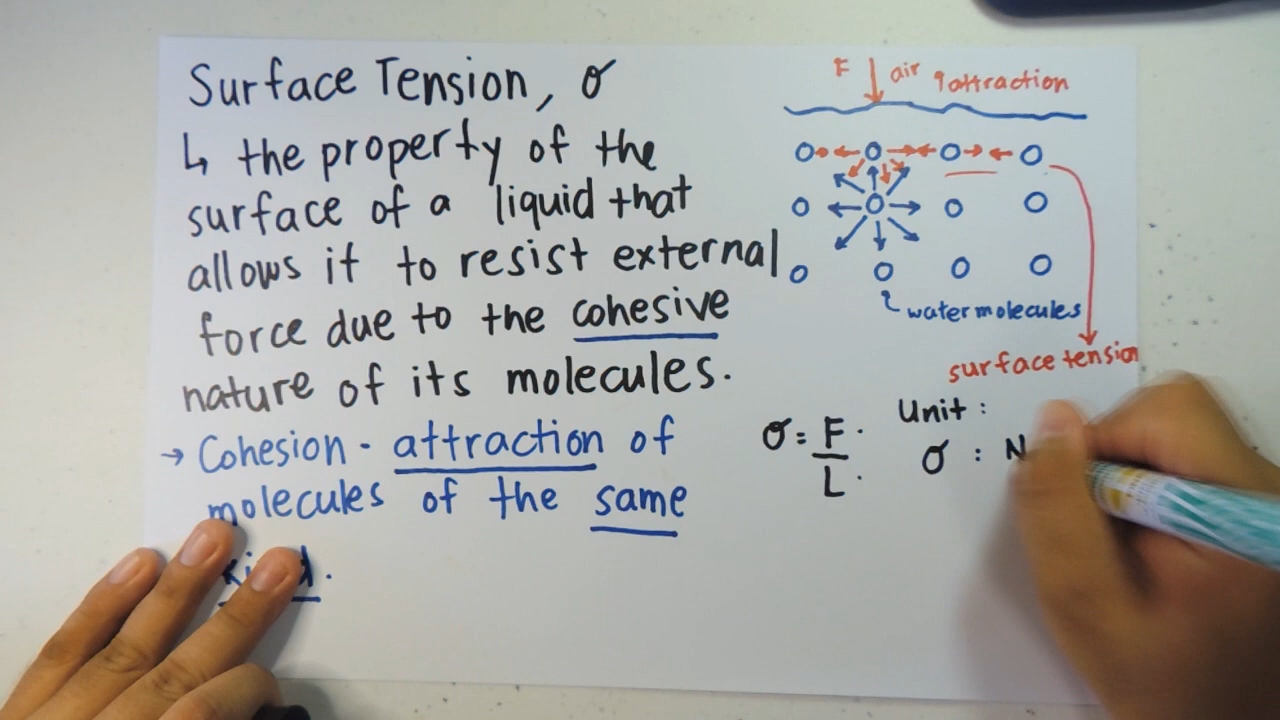 Surface Tension, σ
↳ the property of the
surface of a liquid that
allows it to resist external
force due to the cohesive
nature of its molecules.
→ Cohesion - attraction of
molecules of the same
F air attraction
water molecules
surface tension
σ = F
L
Unit :
σ : N